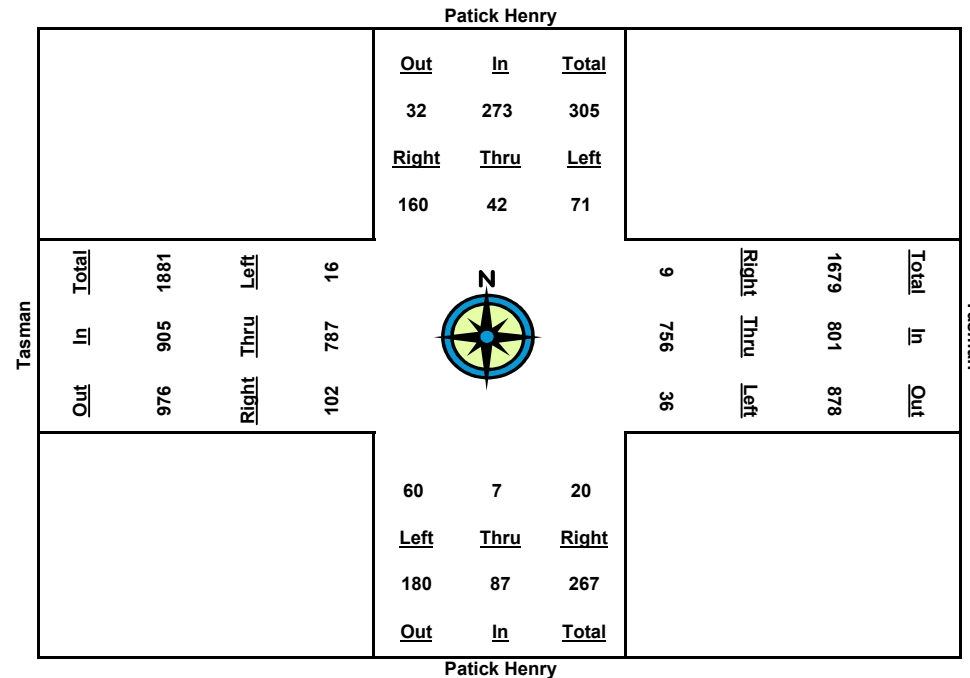 Patick Henry
Out In Total
32 273 305
Right Thru Left
160 42 71
Tasman
Total 1881 Left 16
In 905 Thru 787
Out 976 Right 102
N
9 Right 1679 Total
756 Thru 801 In
36 Left 878 Out
60 7 20
Left Thru Right
180 87 267
Out In Total
Patick Henry